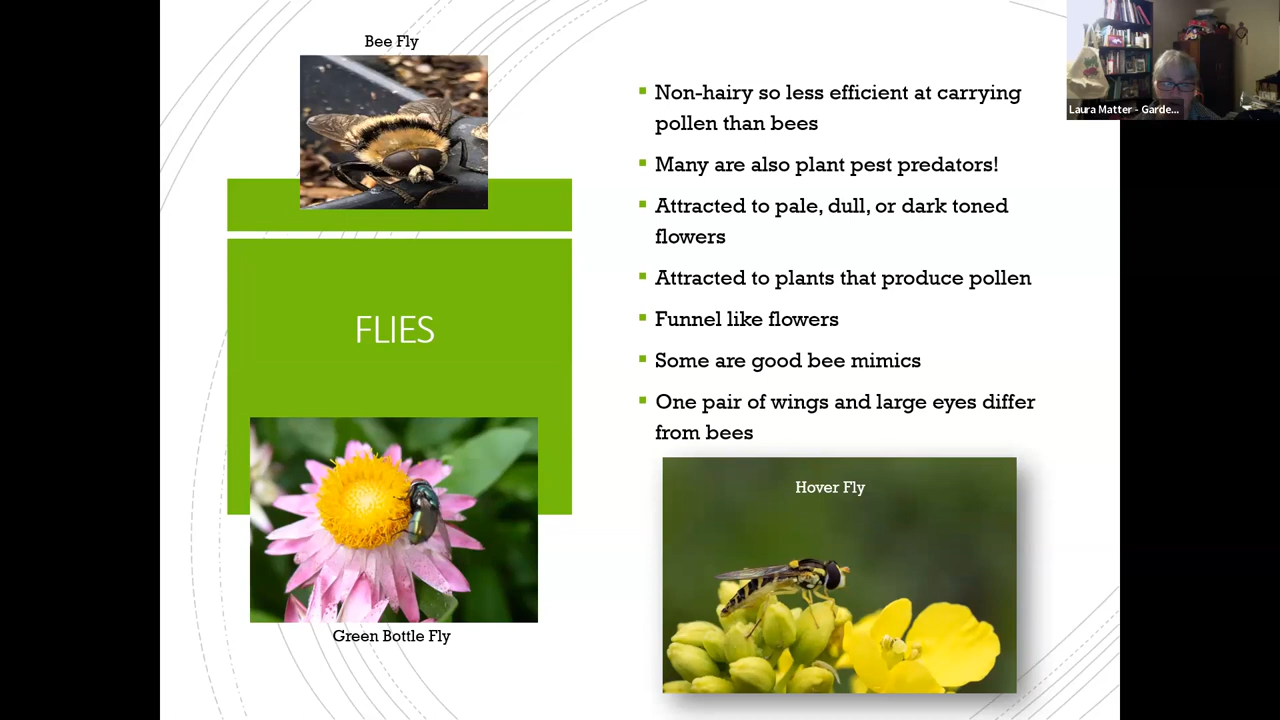 Bee Fly
FLIES
Green Bottle Fly
Non-hairy so less efficient at carrying
pollen than bees
Many are also plant pest predators!
Attracted to pale, dull, or dark toned
flowers
Attracted to plants that produce pollen
Funnel like flowers
Some are good bee mimics
One pair of wings and large eyes differ
from bees
Hover Fly
Laura Matter - Garde...